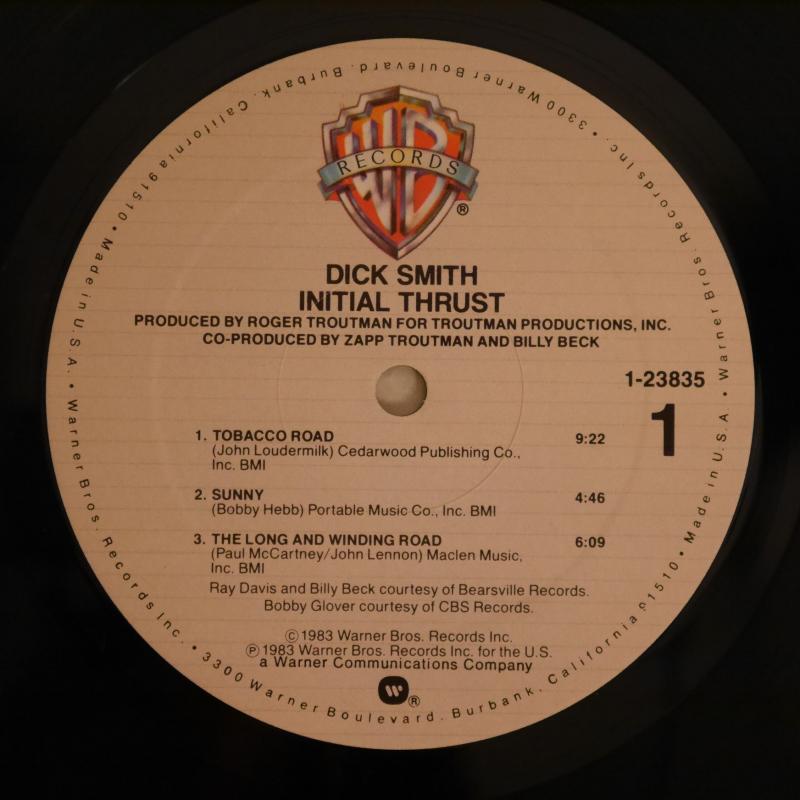 WB
RECORDS
®
DICK SMITH
INITIAL THRUST
PRODUCED BY ROGER TROUTMAN FOR TROUTMAN PRODUCTIONS, INC.
CO-PRODUCED BY ZAPP TROUTMAN AND BILLY BECK
1-23835
1
1. TOBACCO ROAD 9:22
(John Loudermilk) Cedarwood Publishing Co.,
Inc. BMI
2. SUNNY 4:46
(Bobby Hebb) Portable Music Co., Inc. BMI
3. THE LONG AND WINDING ROAD 6:09
(Paul McCartney/John Lennon) Maclen Music,
Inc. BMI
Ray Davis and Billy Beck courtesy of Bearsville Records.
Bobby Glover courtesy of CBS Records.
©1983 Warner Bros. Records Inc.
℗1983 Warner Bros. Records Inc. for the U.S.
a Warner Communications Company
W®
Warner Bros. Records Inc. • 3300 Warner Boulevard. Burbank. California 91510 • Made in U.S.A. •
Warner Bros. Records Inc. • 3300 Warner Boulevard. Burbank. California 91510 • Made in U.S.A. •